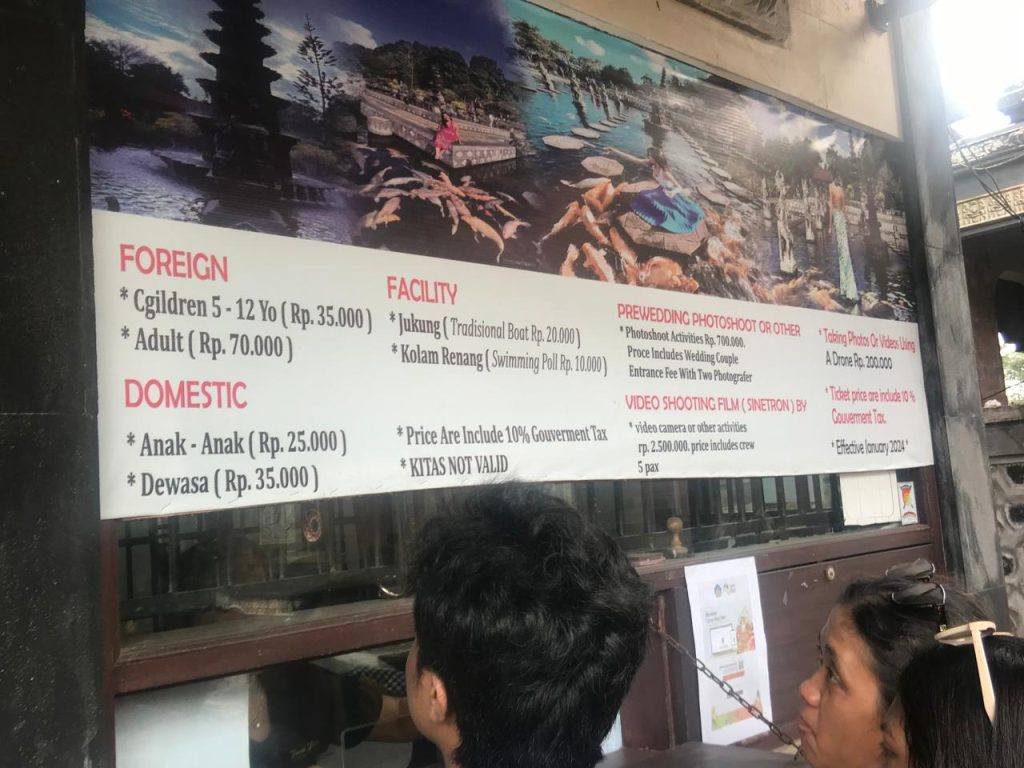 FOREIGN
* Cgildren 5 - 12 Yo ( Rp. 35.000 )
* Adult ( Rp. 70.000 )
DOMESTIC
* Anak - Anak ( Rp. 25.000 )
* Dewasa ( Rp. 35.000 )
FACILITY
* Jukung ( Tradisional Boat Rp. 20.000 )
* Kolam Renang ( Swimming Poll Rp. 10.000 )
* Price Are Include 10% Gouverment Tax
* KITAS NOT VALID
PREWEDDING PHOTOSHOOT OR OTHER
* Photoshoot Activities Rp. 700.000.
Proce Includes Wedding Couple
Entrance Fee With Two Photografer
VIDEO SHOOTING FILM ( SINETRON ) BY
* video camera or other activities
rp. 2.500.000. price includes crew
5 pax
* Taking Photos Or Videos Using
A Drone Rp. 200.000
* Ticket price are include 10 %
Gouverment Tax.
* Effective January 2024 *